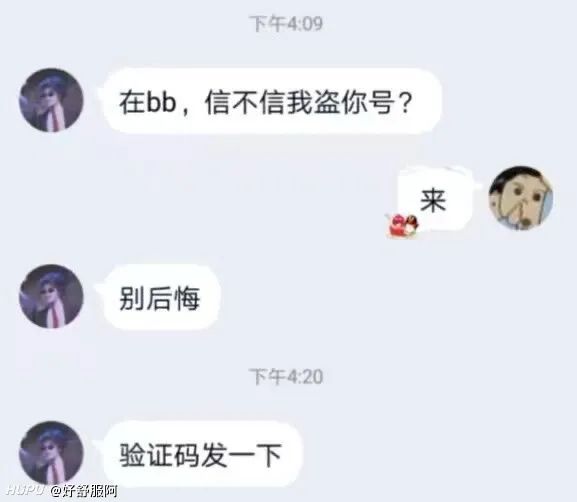 下午4:09
在bb，信不信我盗你号？
来
别后悔
下午4:20
验证码发一下
HUPU @好舒服阿